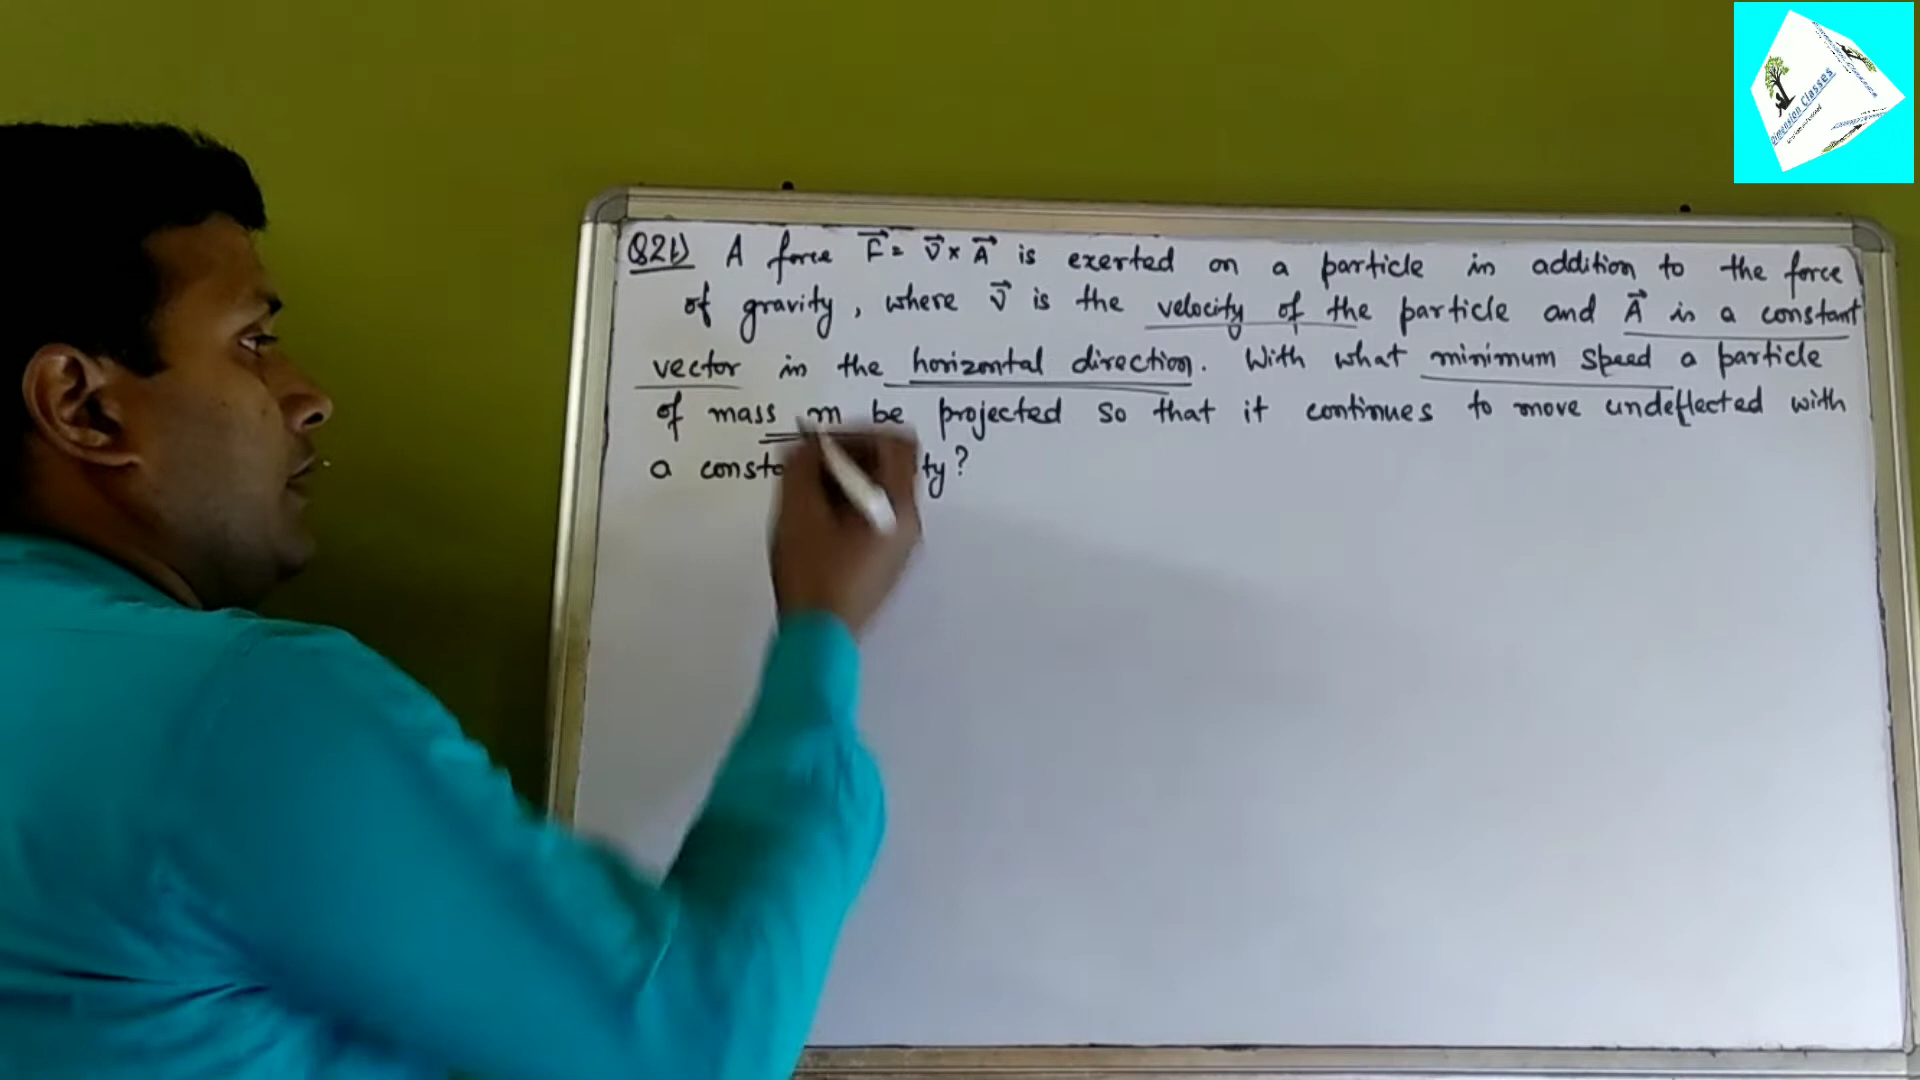 Q21) A force F⃗ = v⃗ × A⃗ is exerted on a particle in addition to the force
of gravity, where v⃗ is the velocity of the particle and A⃗ is a constant
vector in the horizontal direction. With what minimum speed a particle
of mass m be projected so that it continues to move undeflected with
a consta ty?
Dimension Classes